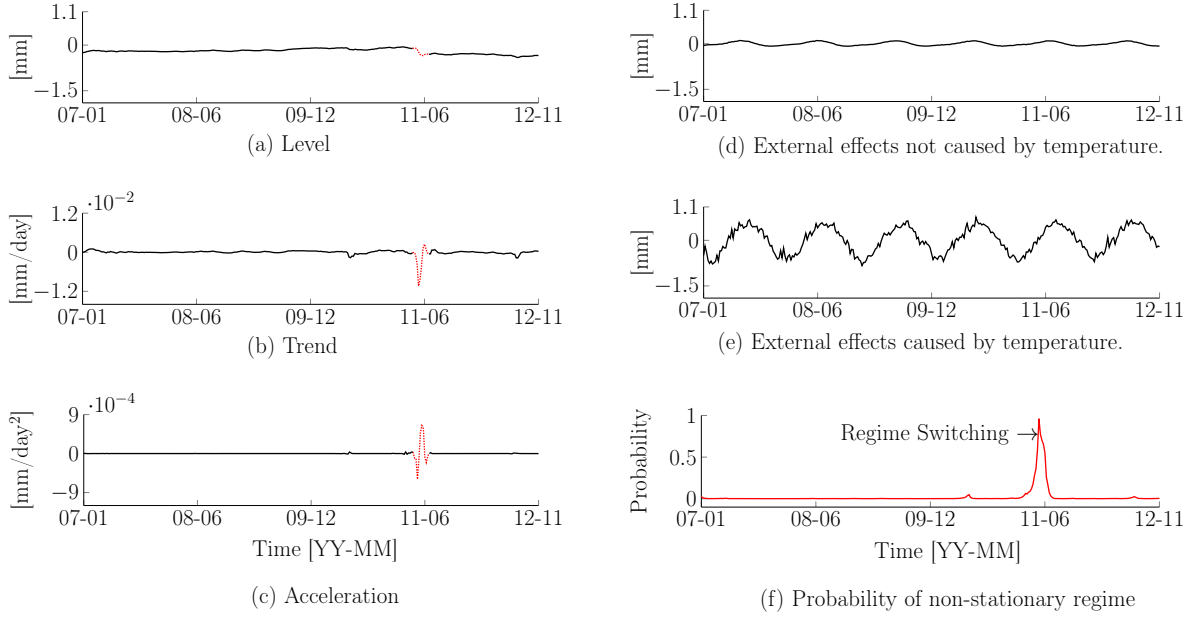 1.1
0
−1.5
[mm]
07-01 08-06 09-12 11-06 12-11
(a) Level
·10−2
1.2
0
−1.2
[mm/day]
07-01 08-06 09-12 11-06 12-11
(b) Trend
·10−4
9
0
−9
[mm/day²]
07-01 08-06 09-12 11-06 12-11
Time [YY-MM]
(c) Acceleration
1.1
0
−1.5
[mm]
07-01 08-06 09-12 11-06 12-11
(d) External effects not caused by temperature.
1.1
0
−1.5
[mm]
07-01 08-06 09-12 11-06 12-11
(e) External effects caused by temperature.
1
0.5
0
Probability
Regime Switching
07-01 08-06 09-12 11-06 12-11
Time [YY-MM]
(f) Probability of non-stationary regime